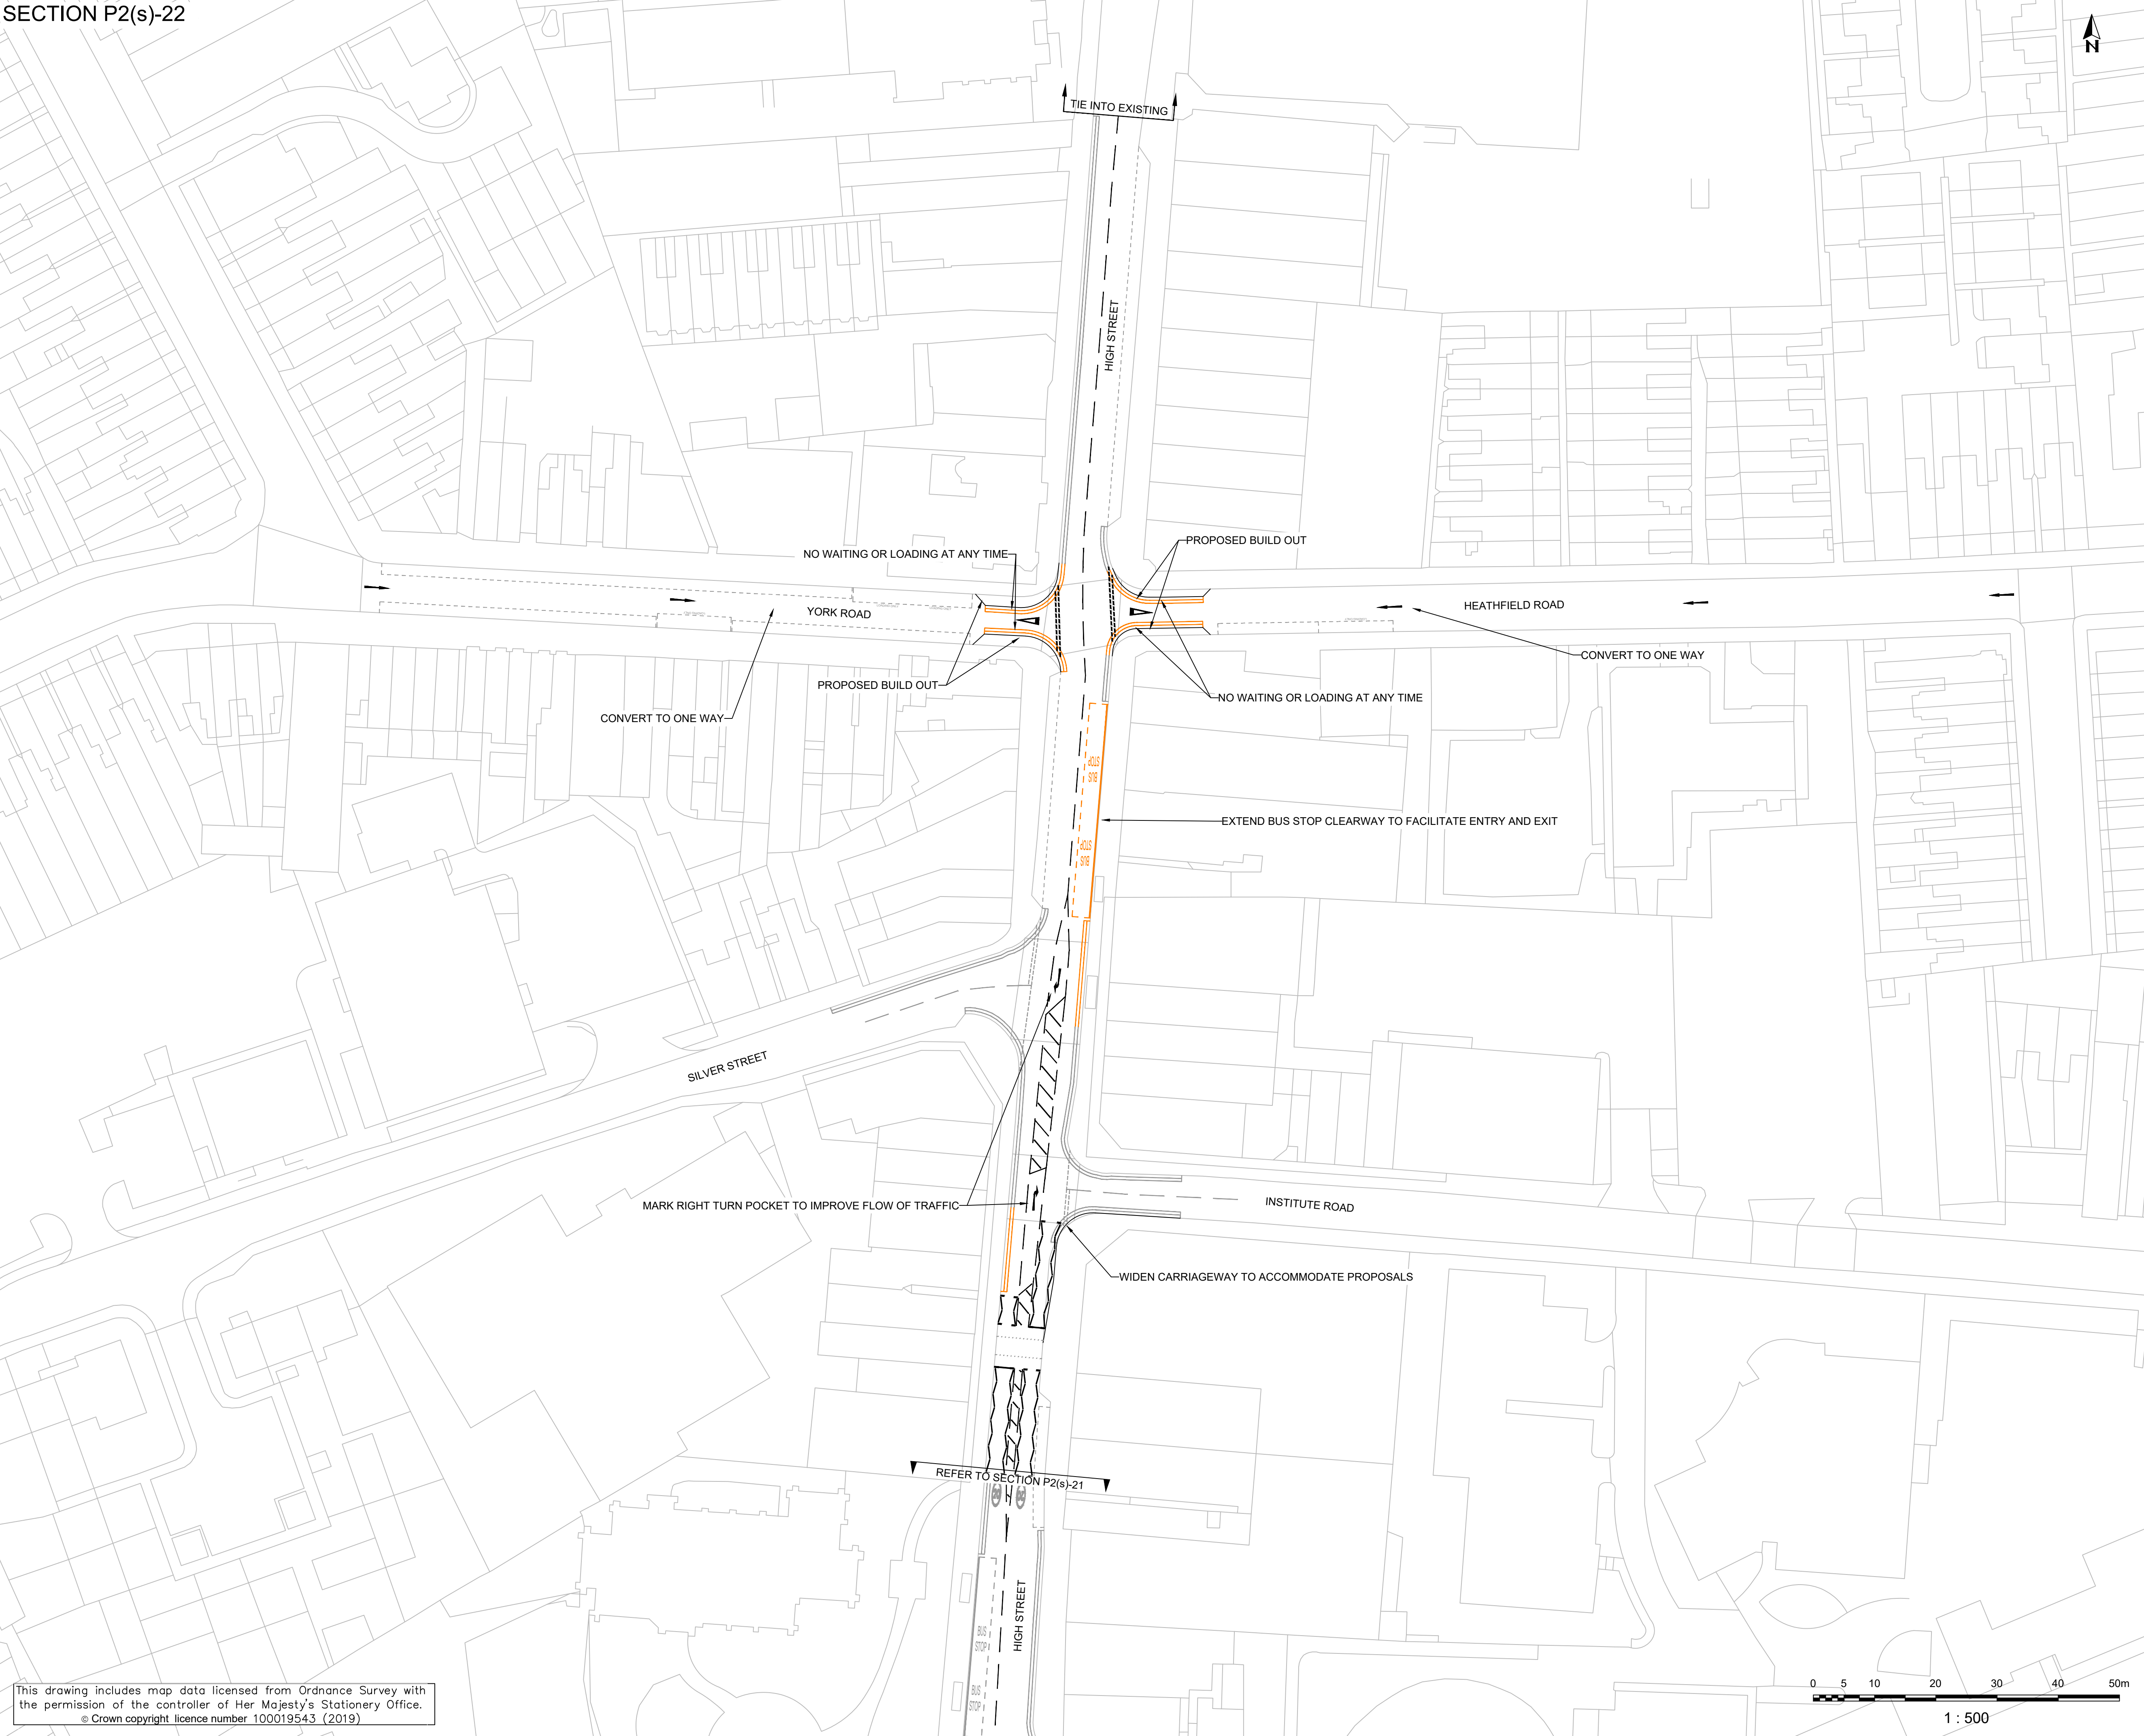 SECTION P2(s)-22
N
TIE INTO EXISTING
HIGH STREET
NO WAITING OR LOADING AT ANY TIME
PROPOSED BUILD OUT
YORK ROAD
HEATHFIELD ROAD
CONVERT TO ONE WAY
PROPOSED BUILD OUT
NO WAITING OR LOADING AT ANY TIME
CONVERT TO ONE WAY
BUS
STOP
EXTEND BUS STOP CLEARWAY TO FACILITATE ENTRY AND EXIT
BUS
STOP
SILVER STREET
MARK RIGHT TURN POCKET TO IMPROVE FLOW OF TRAFFIC
INSTITUTE ROAD
WIDEN CARRIAGEWAY TO ACCOMMODATE PROPOSALS
REFER TO SECTION P2(s)-21
HIGH STREET
BUS
STOP
BUS
STOP
This drawing includes map data licensed from Ordnance Survey with
the permission of the controller of Her Majesty's Stationery Office.
© Crown copyright licence number 100019543 (2019)
0 5 10 20 30 40 50m
1 : 500